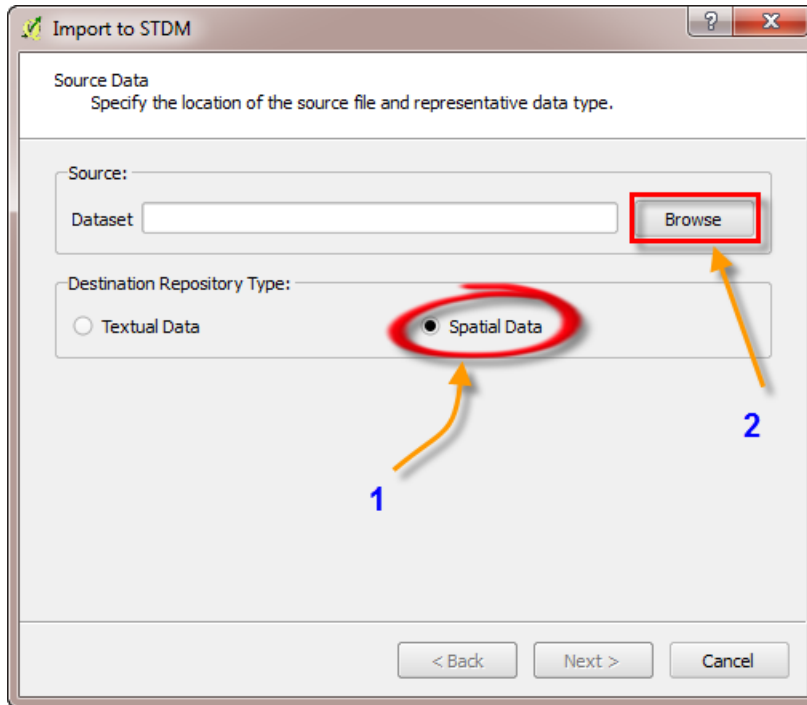 Import to STDM
?
Source Data
Specify the location of the source file and representative data type.
Source:
Dataset
Browse
Destination Repository Type:
Textual Data
Spatial Data
2
1
< Back
Next >
Cancel